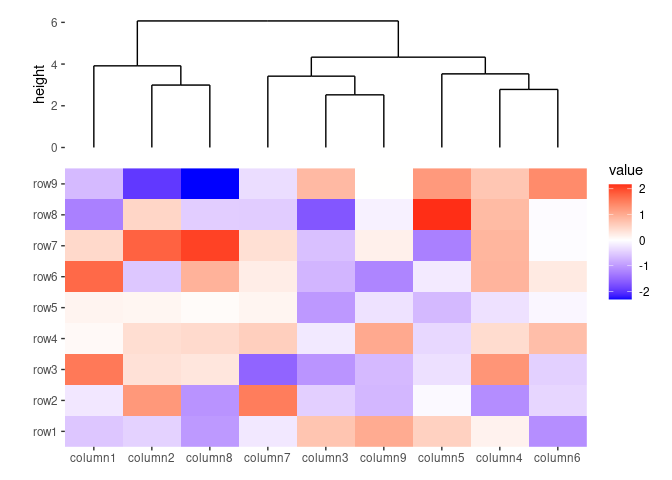 6
4
2
0
height
row9
row8
row7
row6
row5
row4
row3
row2
row1
column1 column2 column8 column7 column3 column9 column5 column4 column6
value
2
1
0
-1
-2